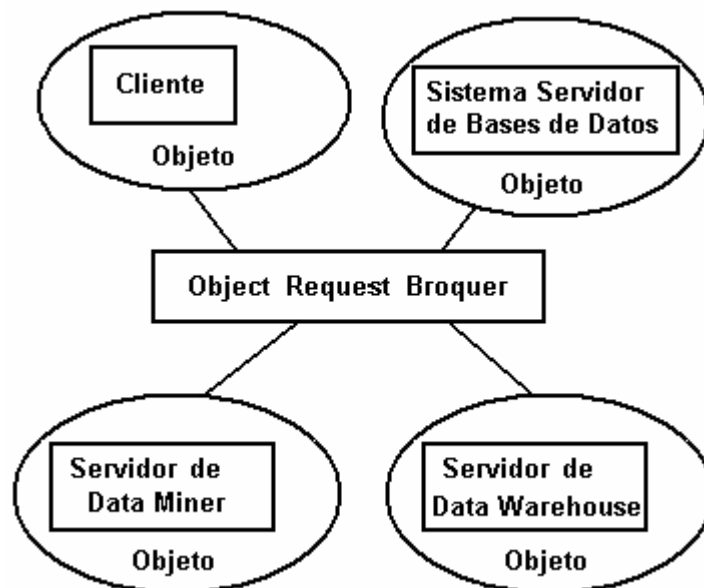 Cliente
Objeto
Sistema Servidor
de Bases de Datos
Objeto
Object Request Broquer
Servidor de
Data Miner
Objeto
Servidor de
Data Warehouse
Objeto